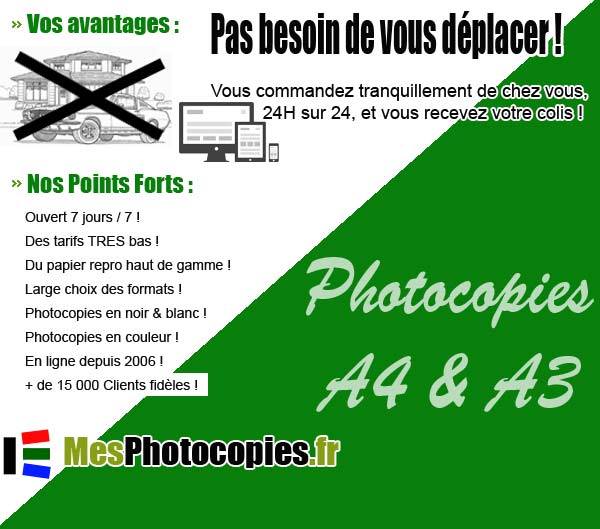 » Vos avantages :
Pas besoin de vous déplacer !
Vous commandez tranquillement de chez vous,
24H sur 24, et vous recevez votre colis !
» Nos Points Forts :
Ouvert 7 jours / 7 !
Des tarifs TRES bas !
Du papier repro haut de gamme !
Large choix des formats !
Photocopies en noir & blanc !
Photocopies en couleur !
En ligne depuis 2006 !
+ de 15 000 Clients fidèles !
Photocopies
A4 & A3
MesPhotocopies.fr